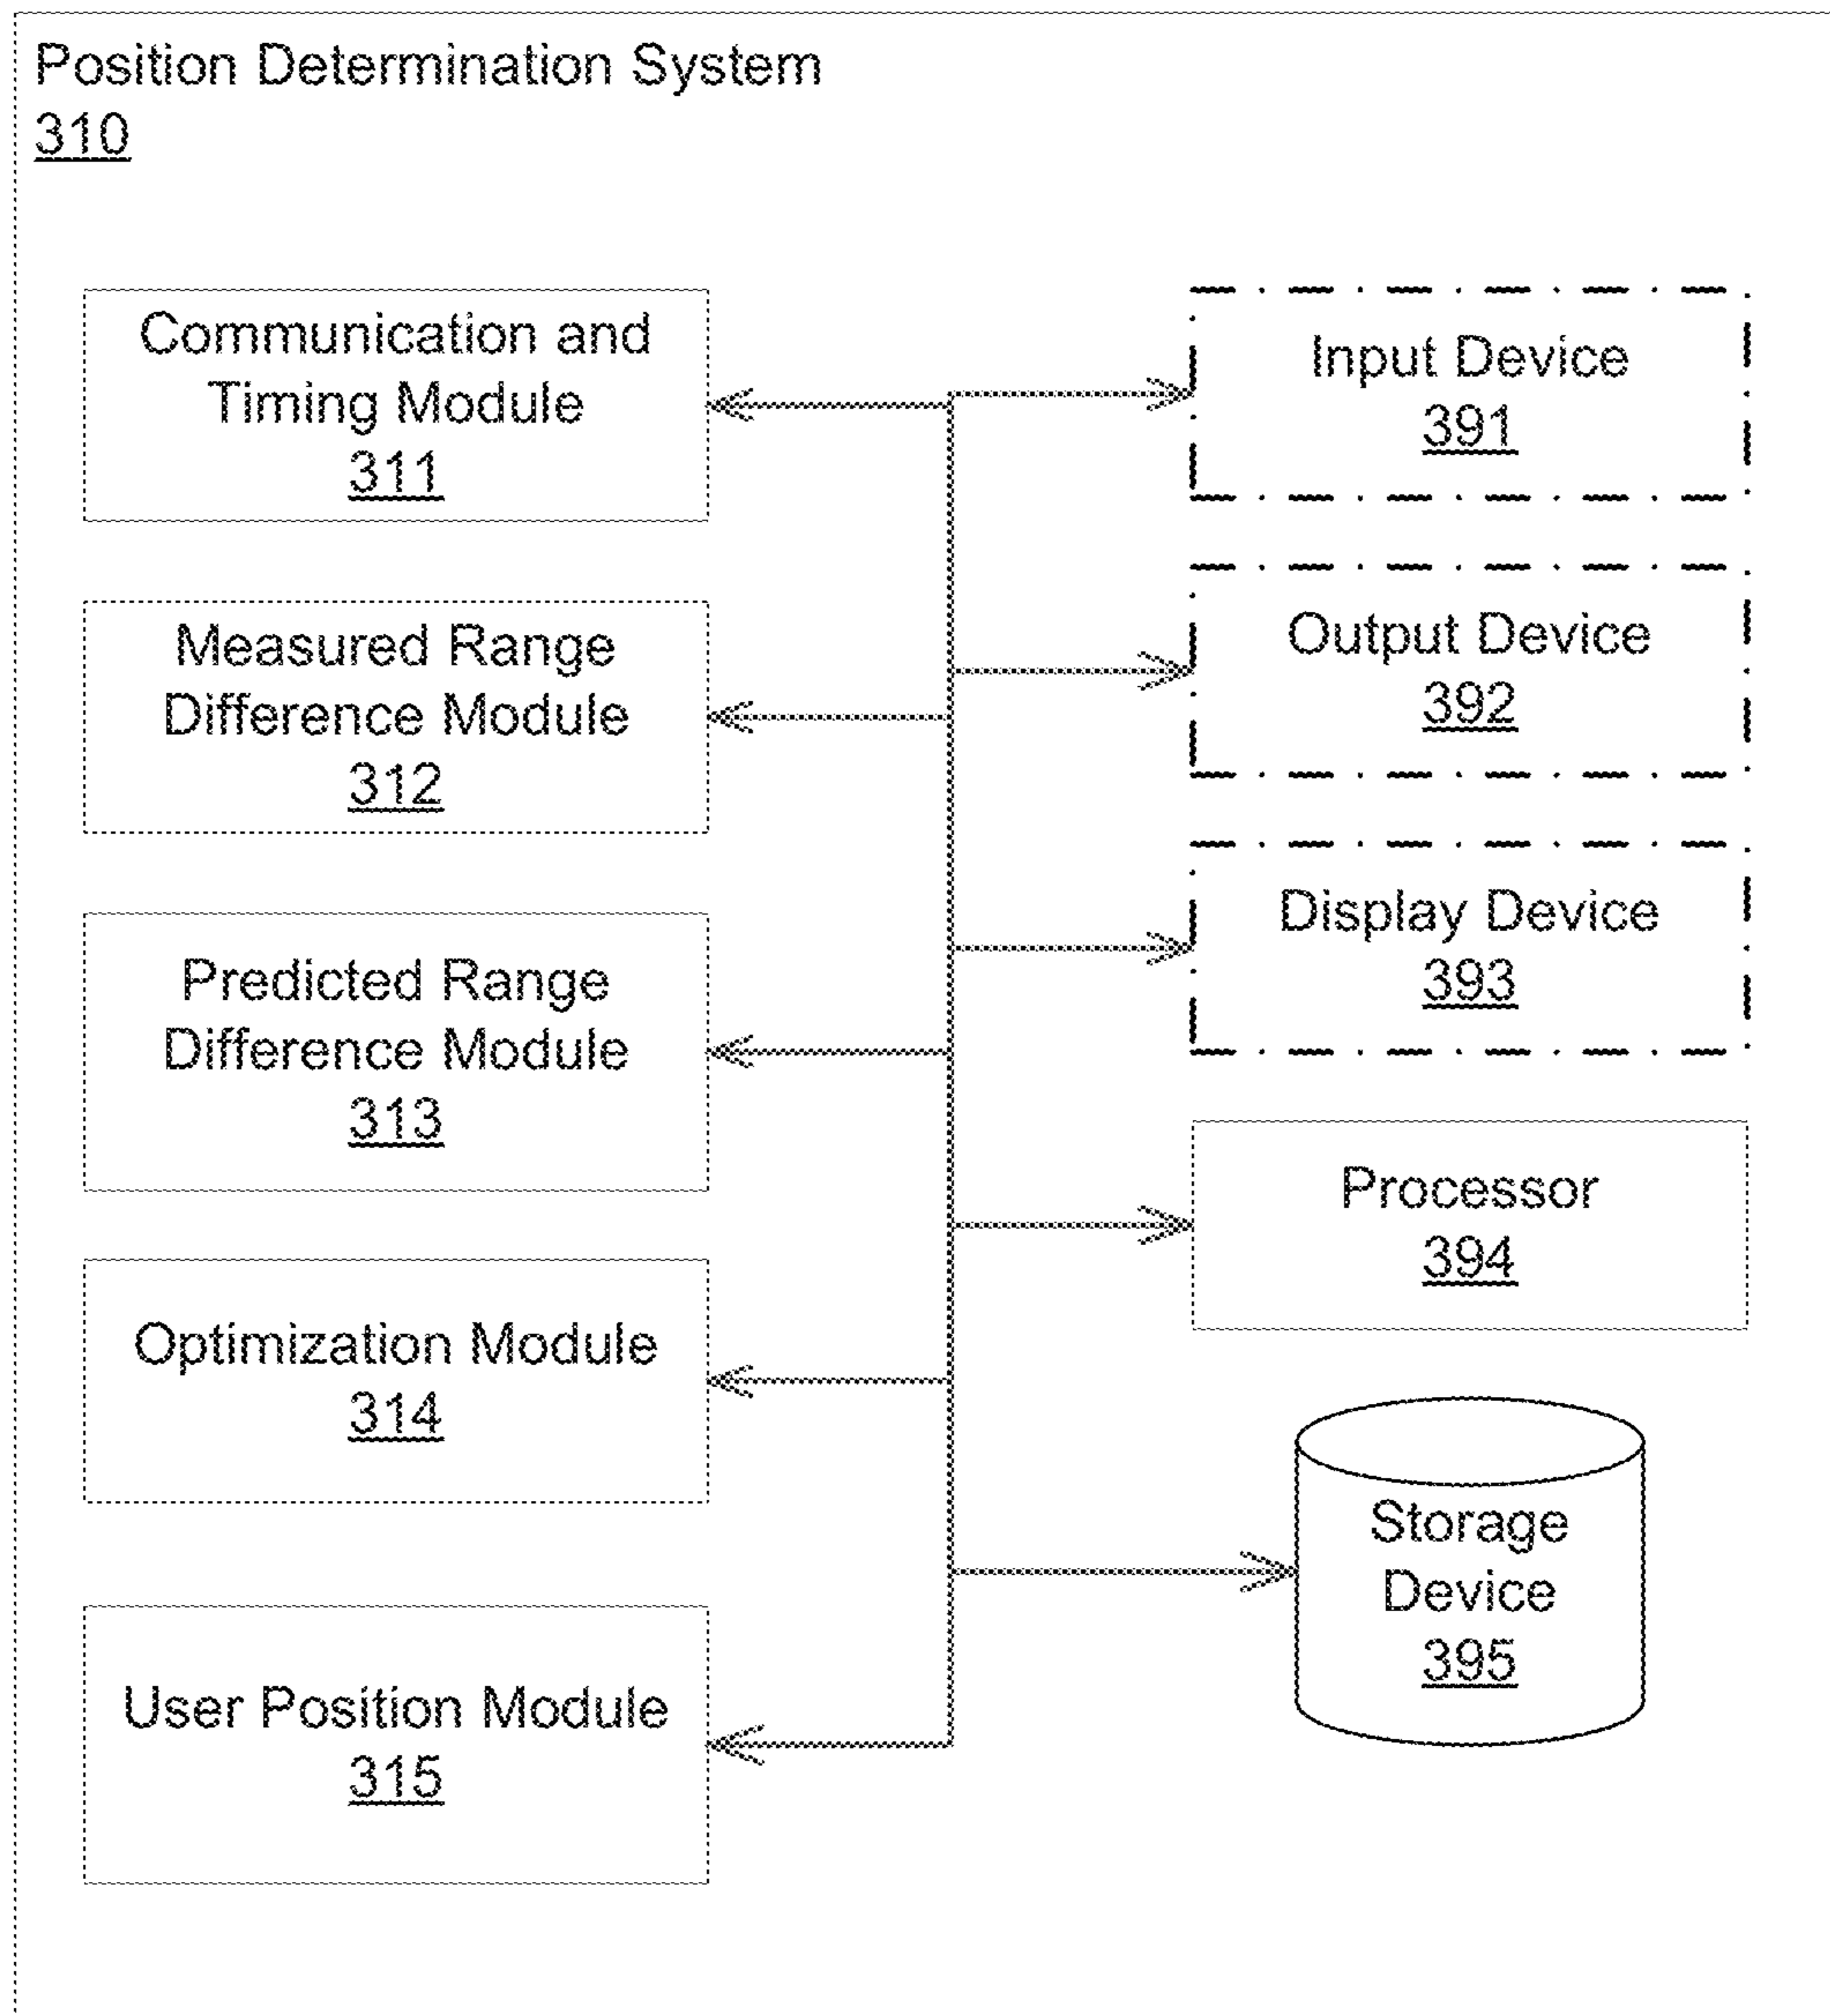 Position Determination System
310
Communication and
Timing Module
311
Measured Range
Difference Module
312
Predicted Range
Difference Module
313
Optimization Module
314
User Position Module
315
Input Device
391
Output Device
392
Display Device
393
Processor
394
Storage
Device
395